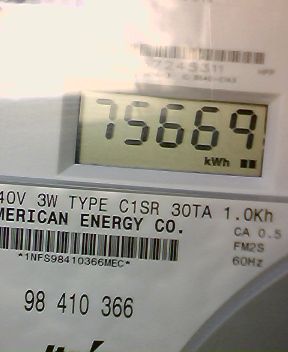 75669
kWh
40V 3W TYPE C1SR 30TA 1.0Kh
MERICAN ENERGY CO.
CA 0.5
FM2S
*1NFS98410366MEC*
60Hz
98 410 366